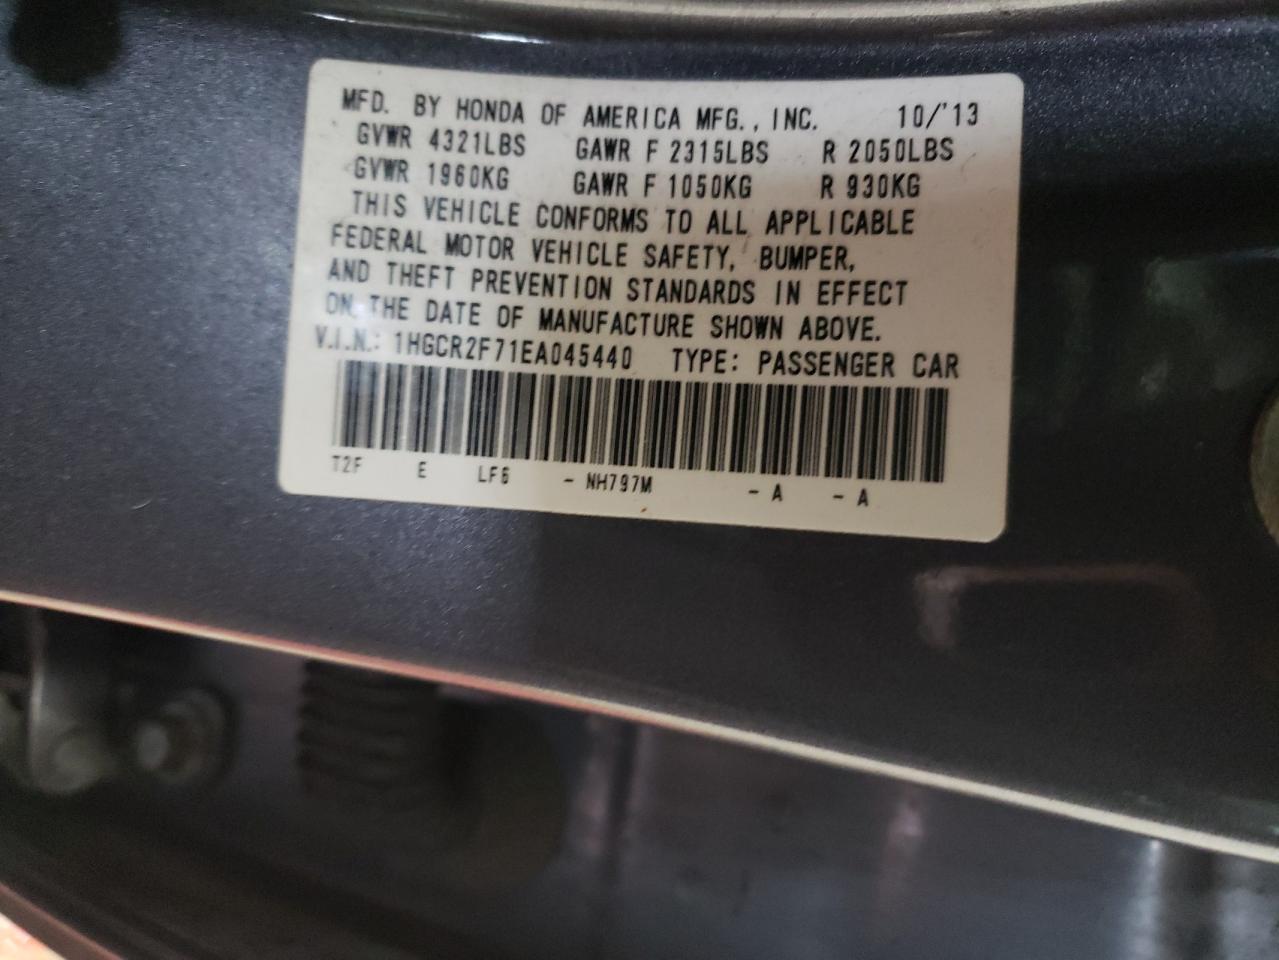 MFD. BY HONDA OF AMERICA MFG., INC. 10/'13
GVWR 4321LBS GAWR F 2315LBS R 2050LBS
GVWR 1960KG GAWR F 1050KG R 930KG
THIS VEHICLE CONFORMS TO ALL APPLICABLE
FEDERAL MOTOR VEHICLE SAFETY, BUMPER,
AND THEFT PREVENTION STANDARDS IN EFFECT
ON THE DATE OF MANUFACTURE SHOWN ABOVE.
V.I.N.: 1HGCR2F71EA045440 TYPE: PASSENGER CAR
T2F E LF6 - NH797M - A - A